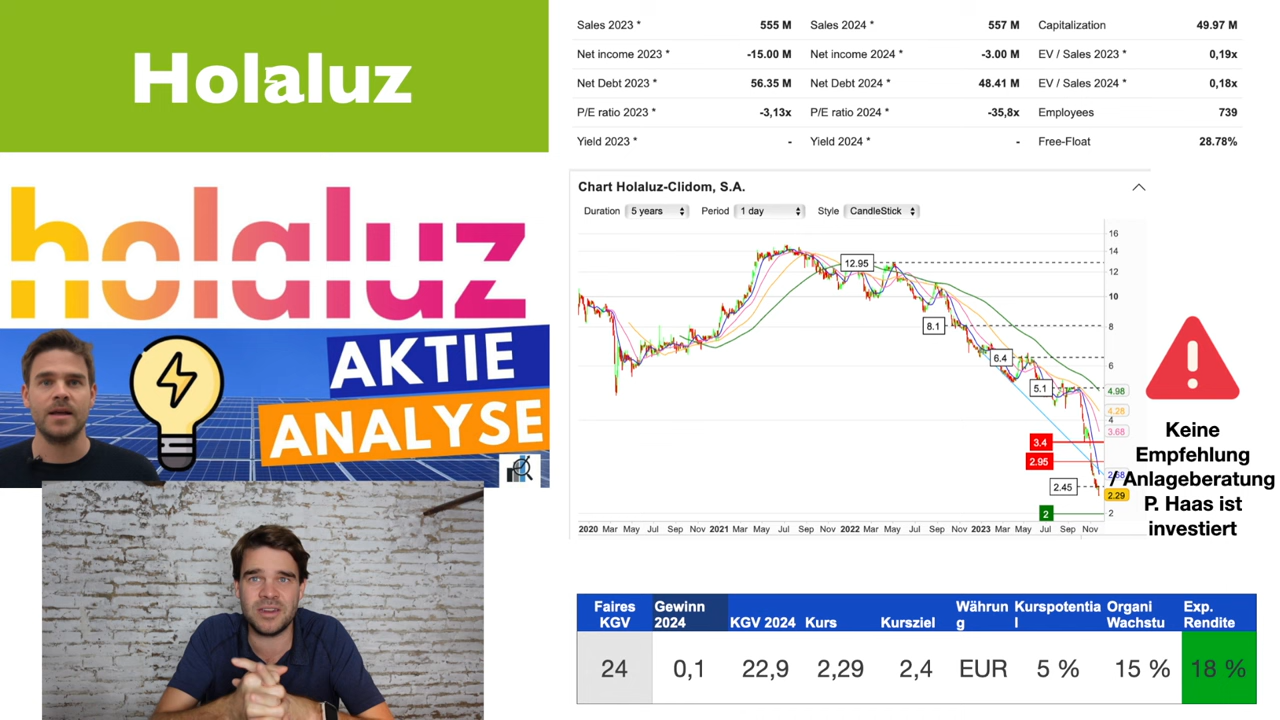 Holaluz
holaluz
AKTIE
ANALYSE
Sales 2023 * 555 M Sales 2024 * 557 M Capitalization 49.97 M
Net income 2023 * -15.00 M Net income 2024 * -3.00 M EV / Sales 2023 * 0,19x
Net Debt 2023 * 56.35 M Net Debt 2024 * 48.41 M EV / Sales 2024 * 0,18x
P/E ratio 2023 * -3,13x P/E ratio 2024 * -35,8x Employees 739
Yield 2023 * - Yield 2024 * - Free-Float 28.78%
Chart Holaluz-Clidom, S.A.
Duration 5 years Period 1 day Style CandleStick
16
14
12.95
12
10
8.1
8
6.4
6
5.1
4.98
4.28
4
3.68
3.4
2.95
2.45
2.29
2
2
2020 Mar May Jul Sep Nov 2021 Mar May Jul Sep Nov 2022 Mar May Jul Sep Nov 2023 Mar May Jul Sep Nov
Keine
Empfehlung
/ Anlageberatung
P. Haas ist
investiert
Faires KGV Gewinn 2024 KGV 2024 Kurs Kursziel Währung Kurspotential Organi Wachstu Exp. Rendite
24 0,1 22,9 2,29 2,4 EUR 5 % 15 % 18 %